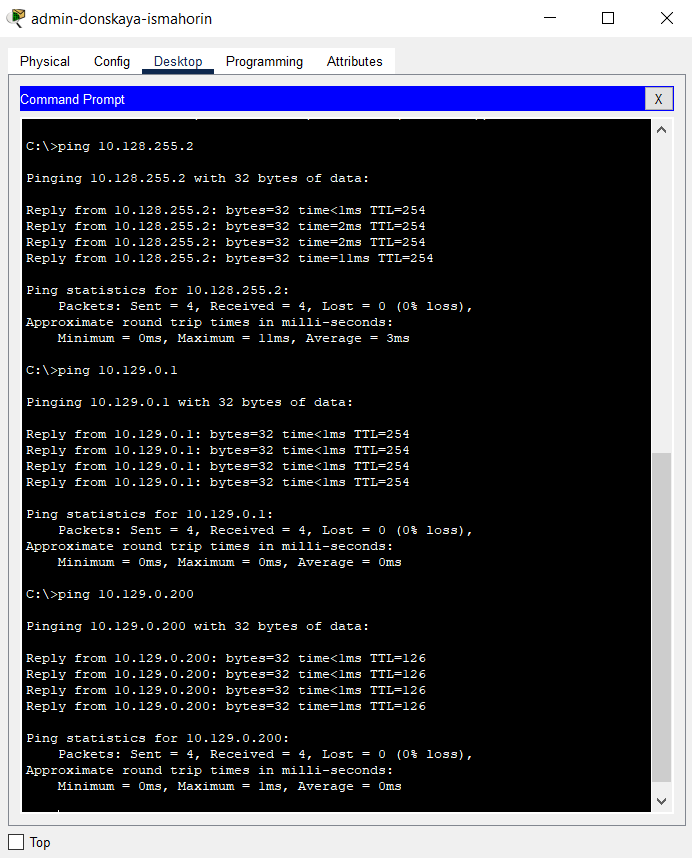 admin-donskaya-ismahorin
Physical Config Desktop Programming Attributes
Command Prompt X
C:\>ping 10.128.255.2
Pinging 10.128.255.2 with 32 bytes of data:
Reply from 10.128.255.2: bytes=32 time<1ms TTL=254
Reply from 10.128.255.2: bytes=32 time=2ms TTL=254
Reply from 10.128.255.2: bytes=32 time=2ms TTL=254
Reply from 10.128.255.2: bytes=32 time=11ms TTL=254
Ping statistics for 10.128.255.2:
    Packets: Sent = 4, Received = 4, Lost = 0 (0% loss),
Approximate round trip times in milli-seconds:
    Minimum = 0ms, Maximum = 11ms, Average = 3ms
C:\>ping 10.129.0.1
Pinging 10.129.0.1 with 32 bytes of data:
Reply from 10.129.0.1: bytes=32 time<1ms TTL=254
Reply from 10.129.0.1: bytes=32 time<1ms TTL=254
Reply from 10.129.0.1: bytes=32 time<1ms TTL=254
Reply from 10.129.0.1: bytes=32 time<1ms TTL=254
Ping statistics for 10.129.0.1:
    Packets: Sent = 4, Received = 4, Lost = 0 (0% loss),
Approximate round trip times in milli-seconds:
    Minimum = 0ms, Maximum = 0ms, Average = 0ms
C:\>ping 10.129.0.200
Pinging 10.129.0.200 with 32 bytes of data:
Reply from 10.129.0.200: bytes=32 time<1ms TTL=126
Reply from 10.129.0.200: bytes=32 time<1ms TTL=126
Reply from 10.129.0.200: bytes=32 time<1ms TTL=126
Reply from 10.129.0.200: bytes=32 time=1ms TTL=126
Ping statistics for 10.129.0.200:
    Packets: Sent = 4, Received = 4, Lost = 0 (0% loss),
Approximate round trip times in milli-seconds:
    Minimum = 0ms, Maximum = 1ms, Average = 0ms
Top